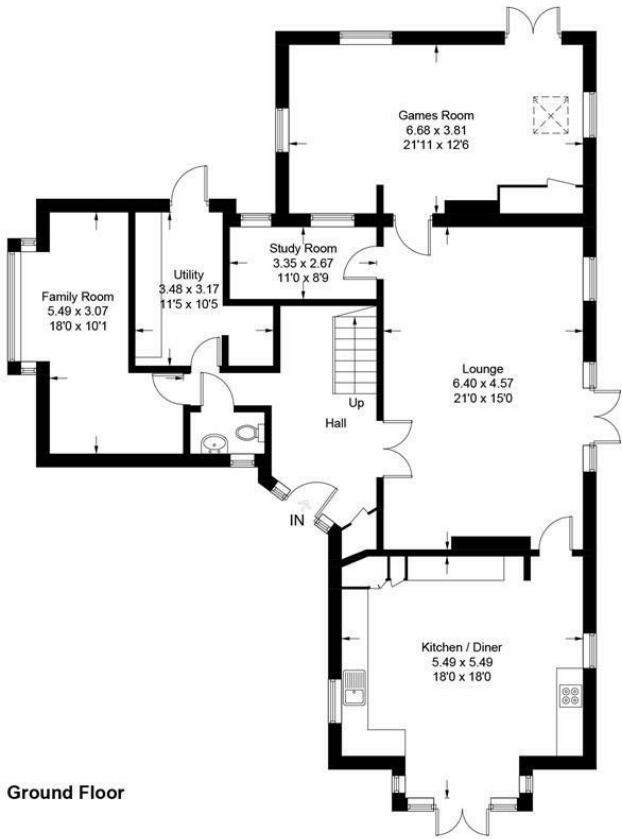 Games Room
6.68 x 3.81
21'11 x 12'6
Study Room
3.35 x 2.67
11'0 x 8'9
Utility
3.48 x 3.17
11'5 x 10'5
Family Room
5.49 x 3.07
18'0 x 10'1
Lounge
6.40 x 4.57
21'0 x 15'0
Up
Hall
IN
Kitchen / Diner
5.49 x 5.49
18'0 x 18'0
Ground Floor